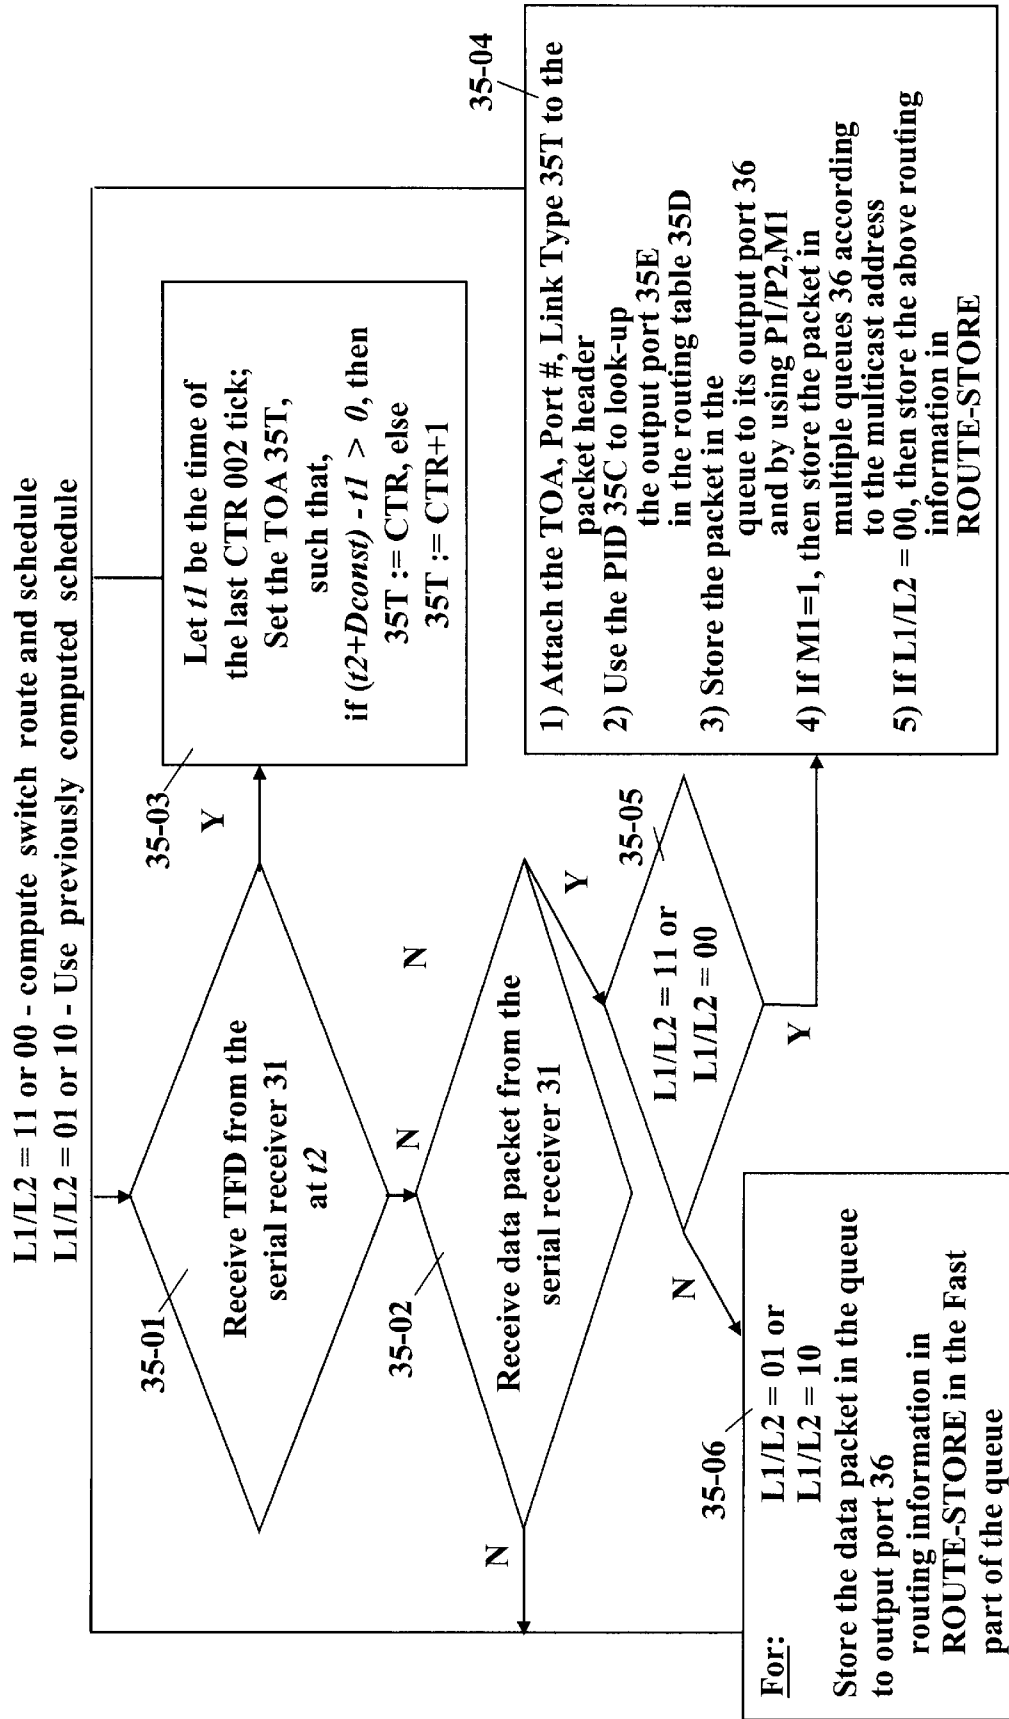 L1/L2 = 11 or 00 - compute switch route and schedule
L1/L2 = 01 or 10 - Use previously computed schedule
35-01
Receive TFD from the
serial receiver 31
at t2
Y
N
35-03
Let t1 be the time of
the last CTR 002 tick;
Set the TOA 35T,
such that,
if (t2+Dconst) - t1 > 0, then
35T := CTR, else
35T := CTR+1
35-02
Receive data packet from the
serial receiver 31
N
N
Y
35-05
L1/L2 = 11 or
L1/L2 = 00
N
Y
35-04
1) Attach the TOA, Port #, Link Type 35T to the
packet header
2) Use the PID 35C to look-up
the output port 35E
in the routing table 35D
3) Store the packet in the
queue to its output port 36
and by using P1/P2,M1
4) If M1=1, then store the packet in
multiple queues 36 according
to the multicast address
5) If L1/L2 = 00, then store the above routing
information in
ROUTE-STORE
35-06
For:
L1/L2 = 01 or
L1/L2 = 10
Store the data packet in the queue
to output port 36
routing information in
ROUTE-STORE in the Fast
part of the queue